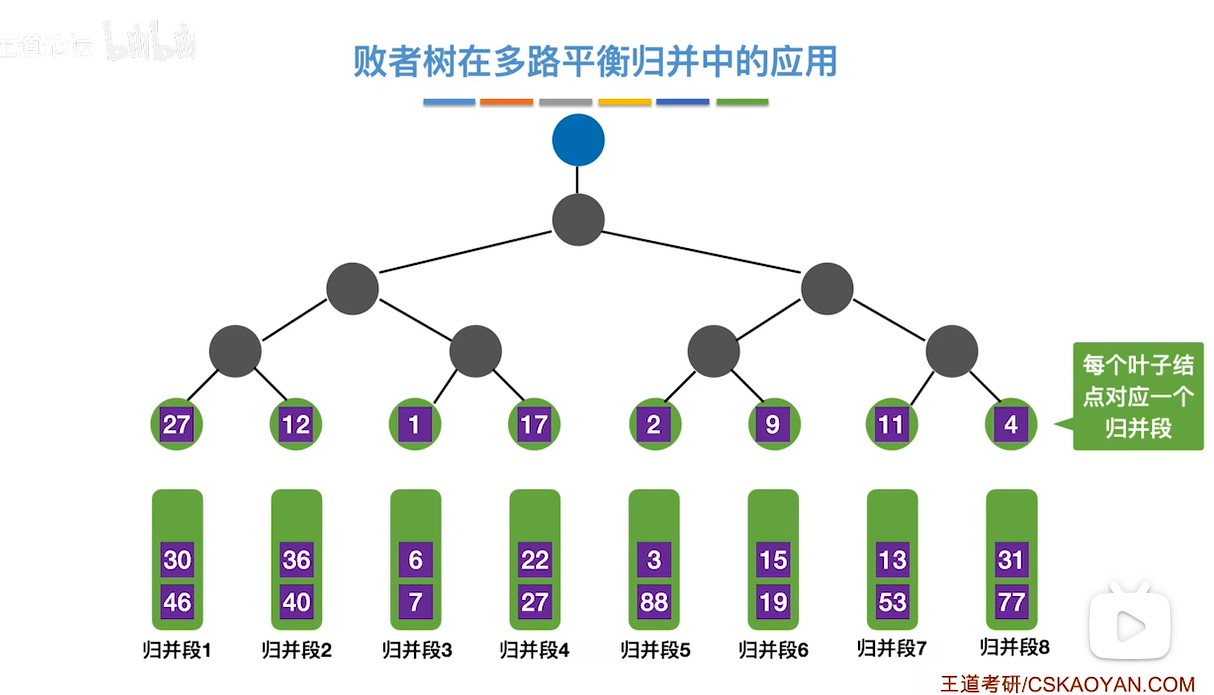 王道论坛 bilibili
败者树在多路平衡归并中的应用
27 12 1 17 2 9 11 4
每个叶子结
点对应一个
归并段
30 36 6 22 3 15 13 31
46 40 7 27 88 19 53 77
归并段1 归并段2 归并段3 归并段4 归并段5 归并段6 归并段7 归并段8
王道考研/CSKAOYAN.COM